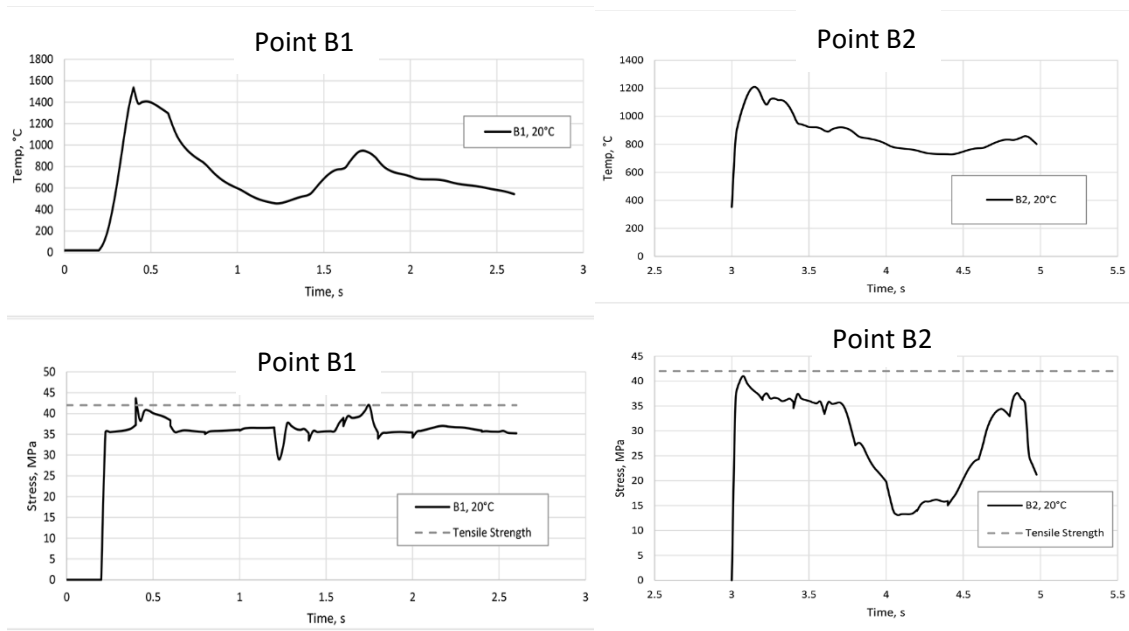 Point B1
1800
1600
1400
1200
1000
800
600
400
200
0
Temp, °C
B1, 20°C
0 0.5 1 1.5 2 2.5 3
Time, s
Point B2
1400
1200
1000
800
600
400
200
0
Temp, °C
B2, 20°C
2.5 3 3.5 4 4.5 5 5.5
Time, s
Point B1
50
45
40
35
30
25
20
15
10
5
0
Stress, MPa
B1, 20°C
Tensile Strength
0 0.5 1 1.5 2 2.5 3
Time, s
Point B2
45
40
35
30
25
20
15
10
5
0
Stress, MPa
B2, 20°C
Tensile Strength
2.5 3 3.5 4 4.5 5 5.5
Time, s